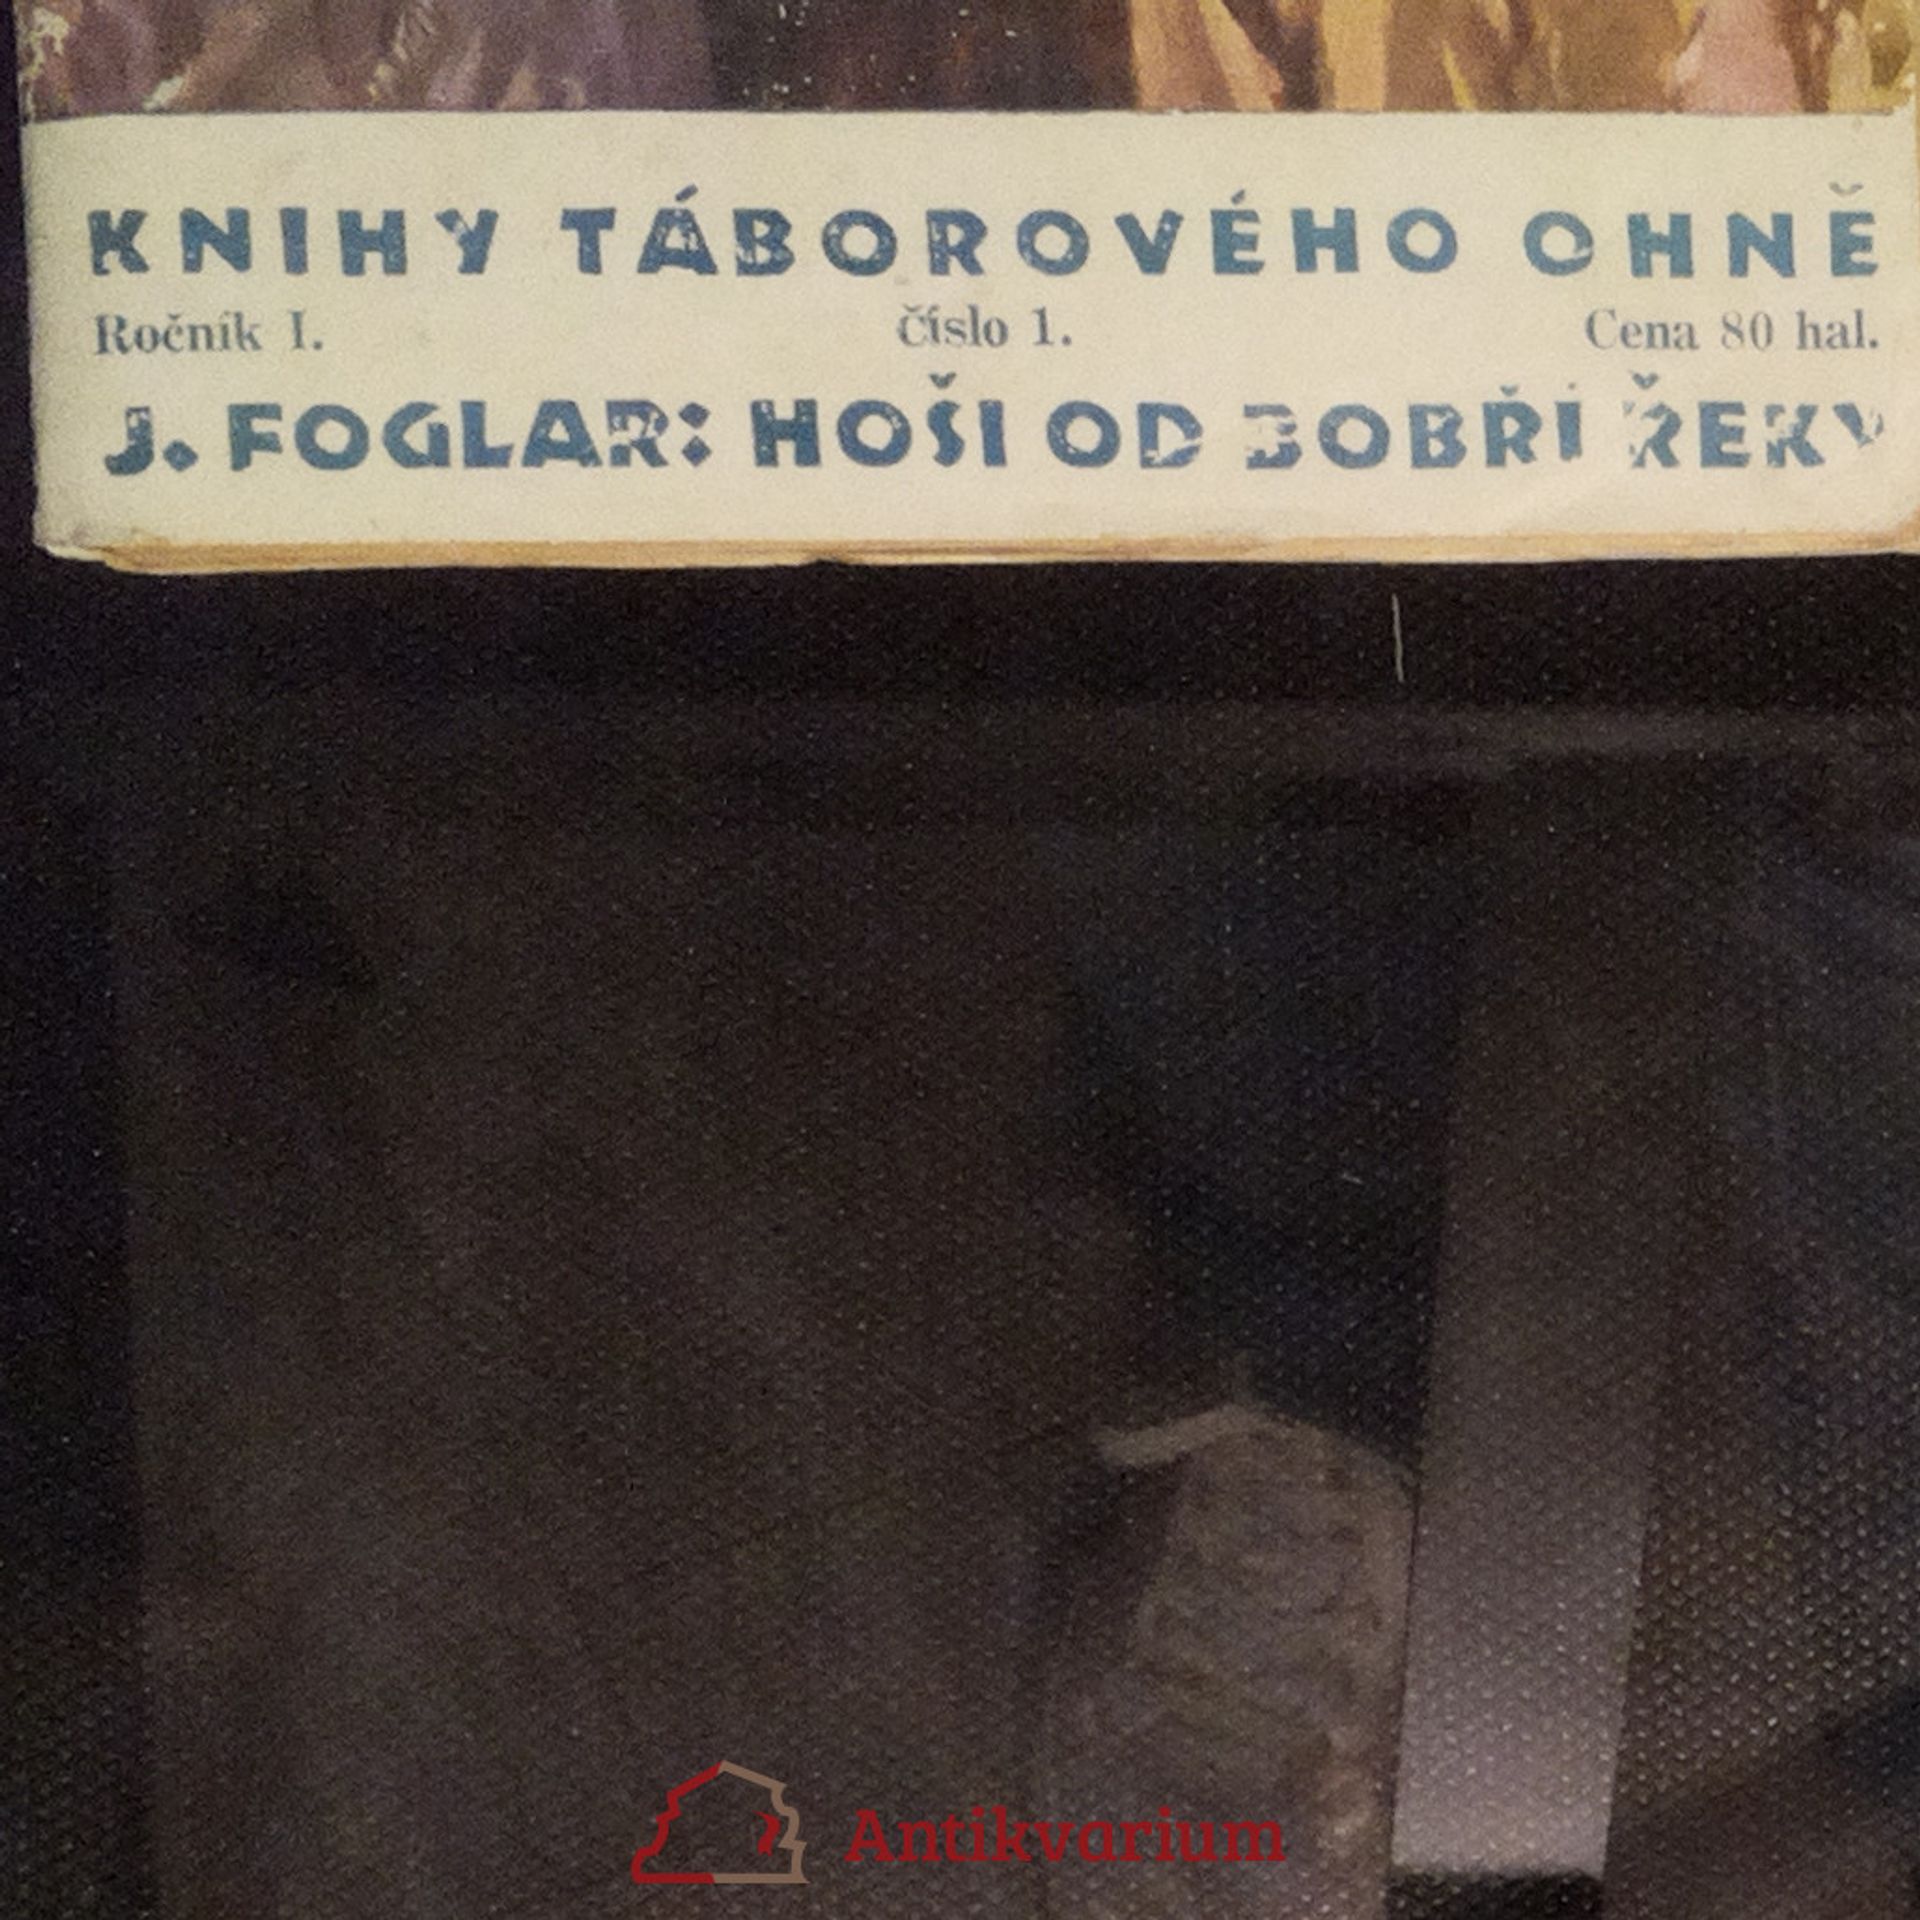 KNIHY TÁBOROVÉHO OHNĚ
Ročník I. Číslo 1. Cena 80 hal.
J. FOGLAR: HOŠI OD BOBŘÍ ŘEKY
Antikvarium